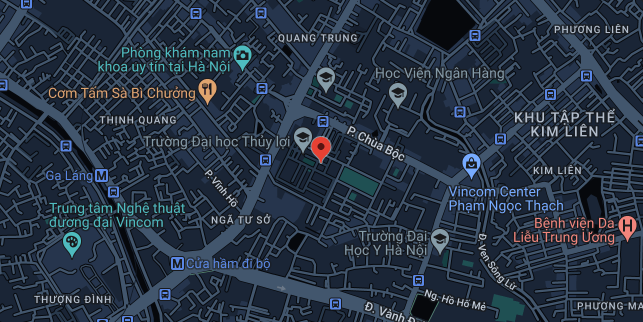 PHƯƠNG LIÊN
QUANG TRUNG
Phòng khám nam
khoa uy tín tại Hà Nội
Học Viện Ngân Hàng
Cơm Tấm Sà Bì Chưởng
THỊNH QUANG
KHU TẬP THỂ
KIM LIÊN
Trường Đại học Thủy lợi
P. Chùa Bộc
Ga Láng
KIM LIÊN
P. Vĩnh Hồ
Vincom Center
Phạm Ngọc Thạch
Trung tâm Nghệ thuật
đương đại Vincom
NGÃ TƯ SỞ
Bệnh viện Da
Liễu Trung Ương
Trường Đại
Học Y Hà Nội
Đ. Ven Sông Lừ
Cửa hầm đi bộ
THƯỢNG ĐÌNH
Ng. Hồ Hố Mẻ
Đ. Vành Đ
PHƯƠNG MA